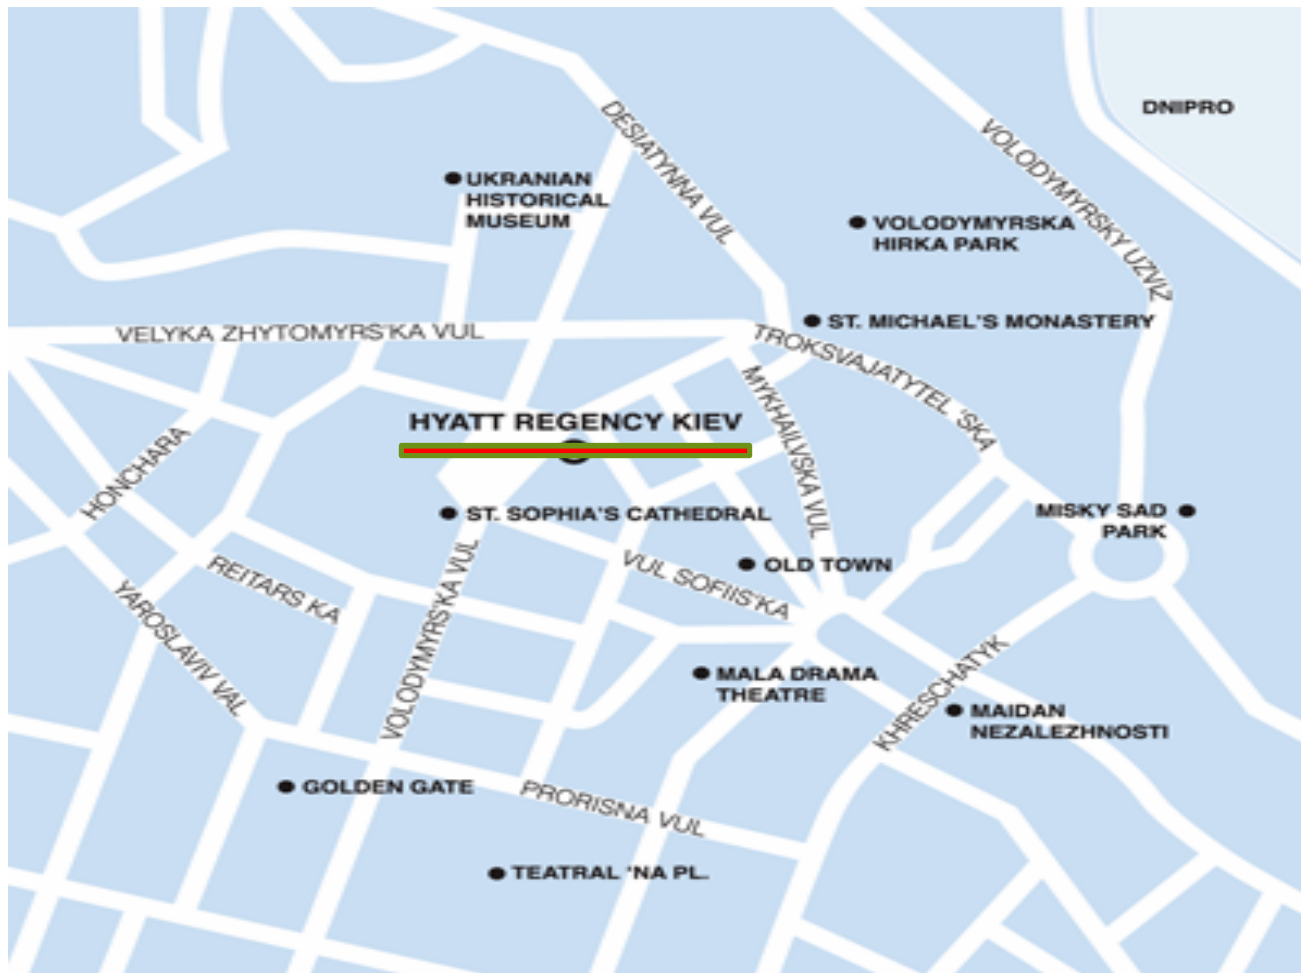 DNIPRO
DESIATYNNA VUL
VOLODYMYRSKY UZVIZ
UKRANIAN
HISTORICAL
MUSEUM
VOLODYMYRSKA
HIRKA PARK
VELYKA ZHYTOMYRS'KA VUL
ST. MICHAEL'S MONASTERY
TROKSVAJATYTEL 'SKA
MYKHAILVSKA VUL
HYATT REGENCY KIEV
HONCHARA
ST. SOPHIA'S CATHEDRAL
MISKY SAD
PARK
VUL SOFIIS'KA
OLD TOWN
REITARS KA
YAROSLAVIV VAL
VOLODYMYRS'KA VUL
MALA DRAMA
THEATRE
KHRESCHATYK
MAIDAN
NEZALEZHNOSTI
GOLDEN GATE
PRORISNA VUL
TEATRAL 'NA PL.